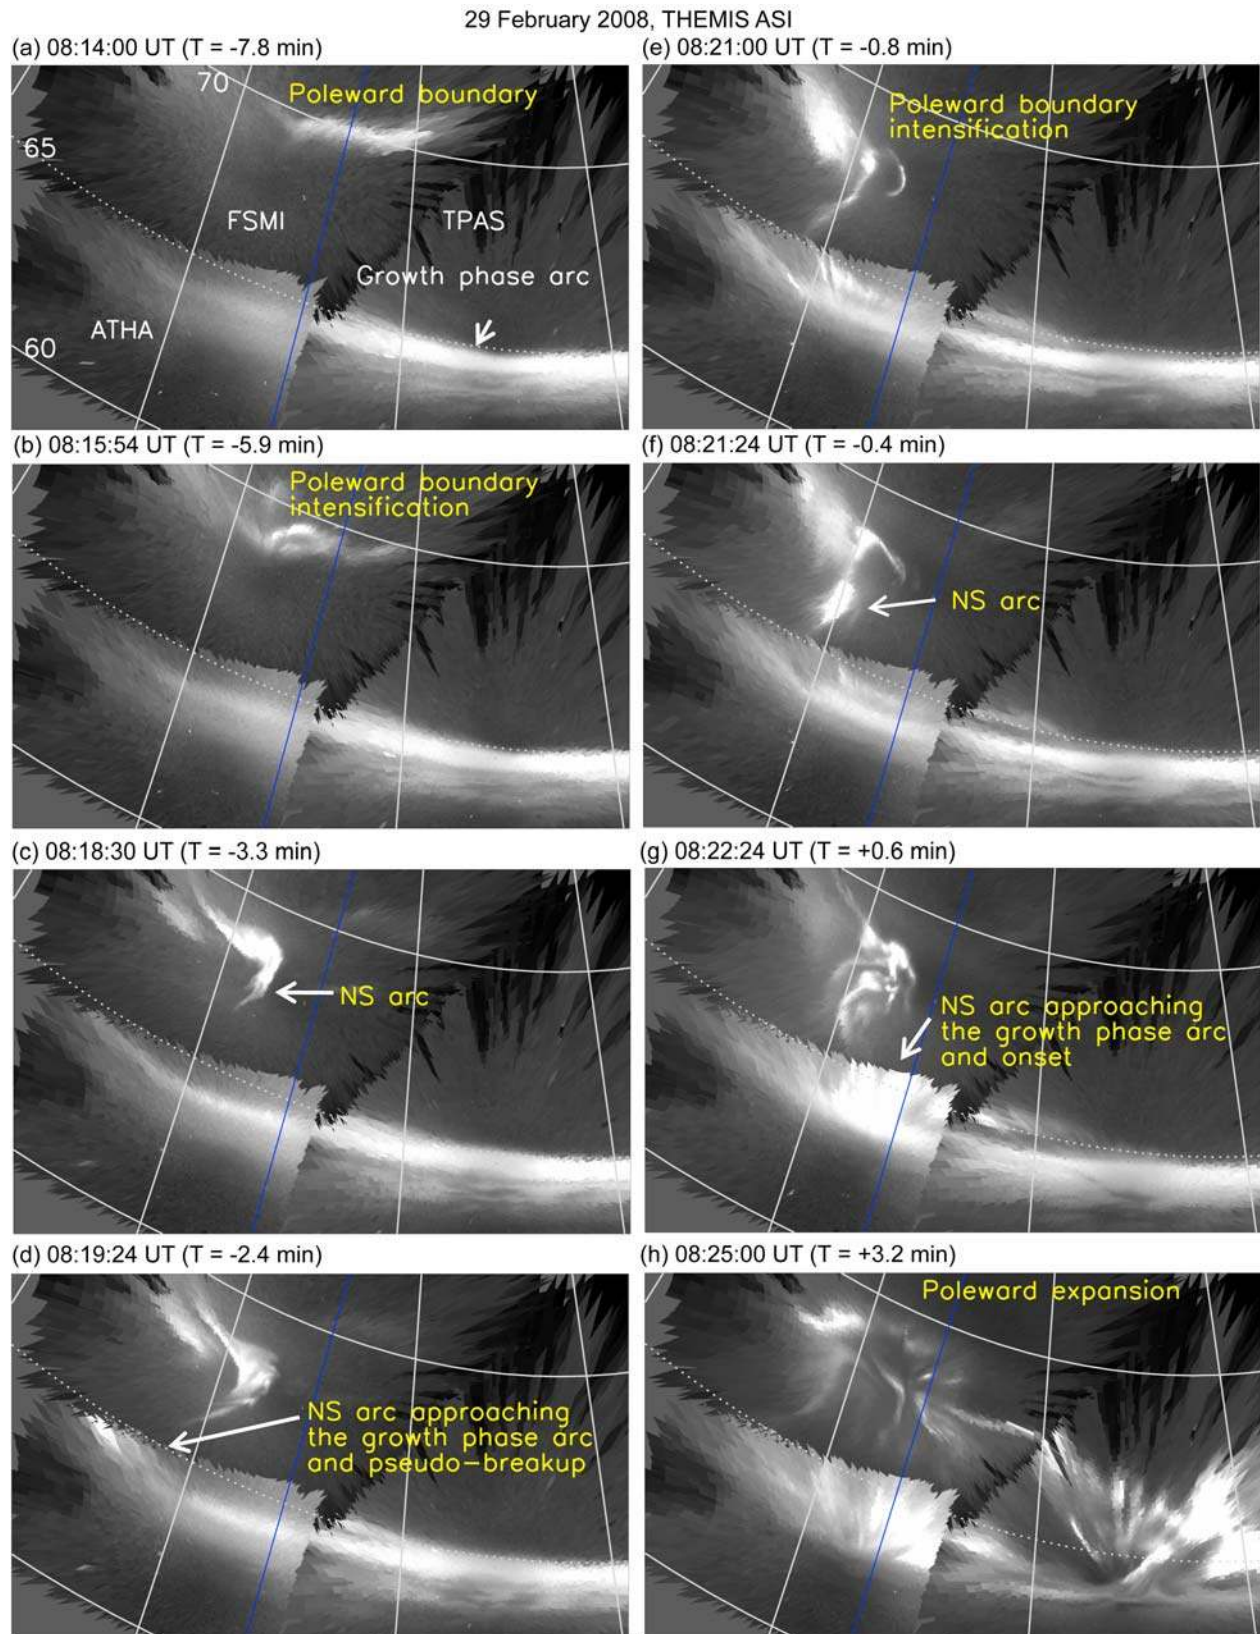 29 February 2008, THEMIS ASI
(a) 08:14:00 UT (T = -7.8 min)
70
Poleward boundary
65
FSMI
TPAS
Growth phase arc
ATHA
60
(b) 08:15:54 UT (T = -5.9 min)
Poleward boundary
intensification
(c) 08:18:30 UT (T = -3.3 min)
NS arc
(d) 08:19:24 UT (T = -2.4 min)
NS arc approaching
the growth phase arc
and pseudo-breakup
(e) 08:21:00 UT (T = -0.8 min)
Poleward boundary
intensification
(f) 08:21:24 UT (T = -0.4 min)
NS arc
(g) 08:22:24 UT (T = +0.6 min)
NS arc approaching
the growth phase arc
and onset
(h) 08:25:00 UT (T = +3.2 min)
Poleward expansion